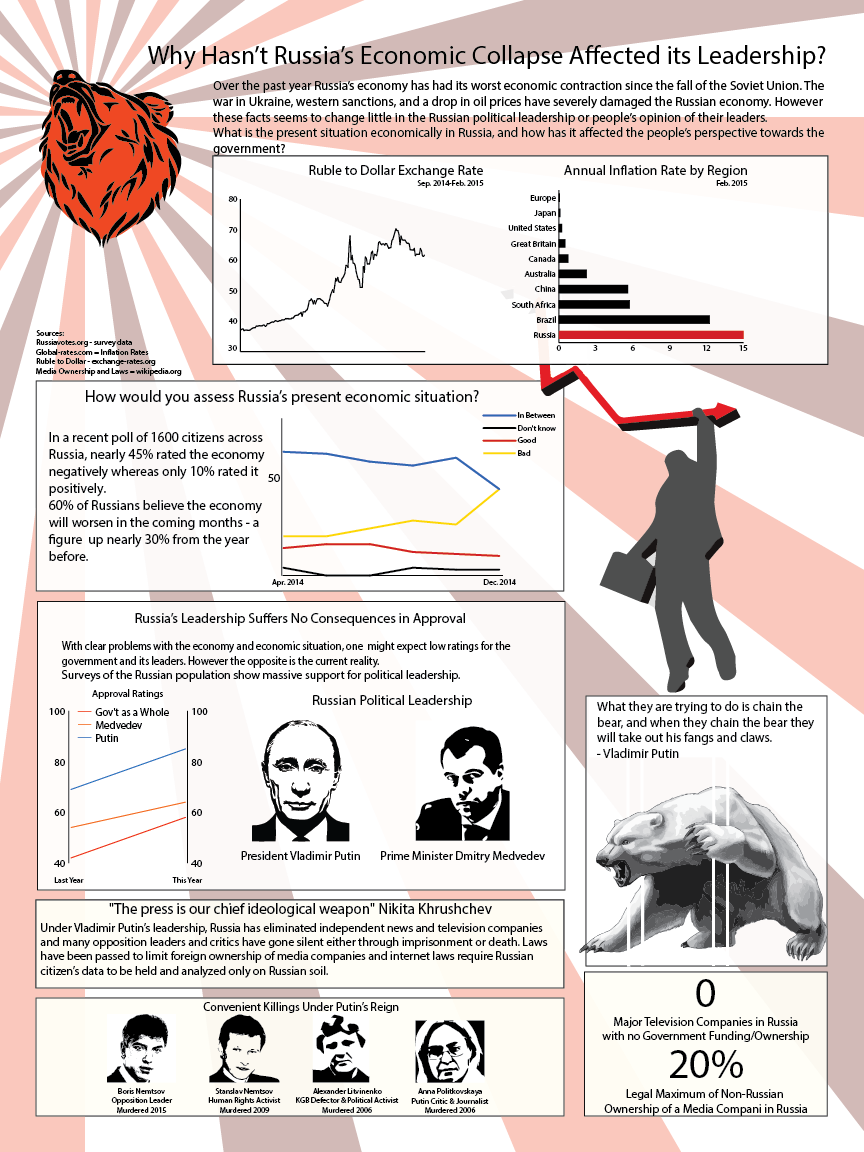 Why Hasn't Russia's Economic Collapse Affected its Leadership?
Over the past year Russia's economy has had its worst economic contraction since the fall of the Soviet Union. The
war in Ukraine, western sanctions, and a drop in oil prices have severely damaged the Russian economy. However
these facts seems to change little in the Russian political leadership or people's opinion of their leaders.
What is the present situation economically in Russia, and how has it affected the people's perspective towards the
government?
Ruble to Dollar Exchange Rate
Sep. 2014-Feb. 2015
80
70
60
50
40
30
Annual Inflation Rate by Region
Feb. 2015
Europe
Japan
United States
Great Britain
Canada
Australia
China
South Africa
Brazil
Russia
0 3 6 9 12 15
Sources:
Russiavotes.org - survey data
Global-rates.com = Inflation Rates
Ruble to Dollar - exchange-rates.org
Media Ownership and Laws = wikipedia.org
How would you assess Russia's present economic situation?
In a recent poll of 1600 citizens across
Russia, nearly 45% rated the economy
negatively whereas only 10% rated it
positively.
60% of Russians believe the economy
will worsen in the coming months - a
figure up nearly 30% from the year
before.
In Between
Don't know
Good
Bad
50
Apr. 2014 Dec. 2014
Russia's Leadership Suffers No Consequences in Approval
With clear problems with the economy and economic situation, one might expect low ratings for the
government and its leaders. However the opposite is the current reality.
Surveys of the Russian population show massive support for political leadership.
Approval Ratings
Gov't as a Whole
Medvedev
Putin
100 100
80 80
60 60
40 40
Last Year This Year
Russian Political Leadership
President Vladimir Putin
Prime Minister Dmitry Medvedev
What they are trying to do is chain the
bear, and when they chain the bear they
will take out his fangs and claws.
- Vladimir Putin
"The press is our chief ideological weapon" Nikita Khrushchev
Under Vladimir Putin's leadership, Russia has eliminated independent news and television companies
and many opposition leaders and critics have gone silent either through imprisonment or death. Laws
have been passed to limit foreign ownership of media companies and internet laws require Russian
citizen's data to be held and analyzed only on Russian soil.
Convenient Killings Under Putin's Reign
Boris Nemtsov
Opposition Leader
Murdered 2015
Stanslav Nemtsov
Human Rights Activist
Murdered 2009
Alexander Litvinenko
KGB Defector & Political Activist
Murdered 2006
Anna Politkovskaya
Putin Critic & Journalist
Murdered 2006
0
Major Television Companies in Russia
with no Government Funding/Ownership
20%
Legal Maximum of Non-Russian
Ownership of a Media Compani in Russia